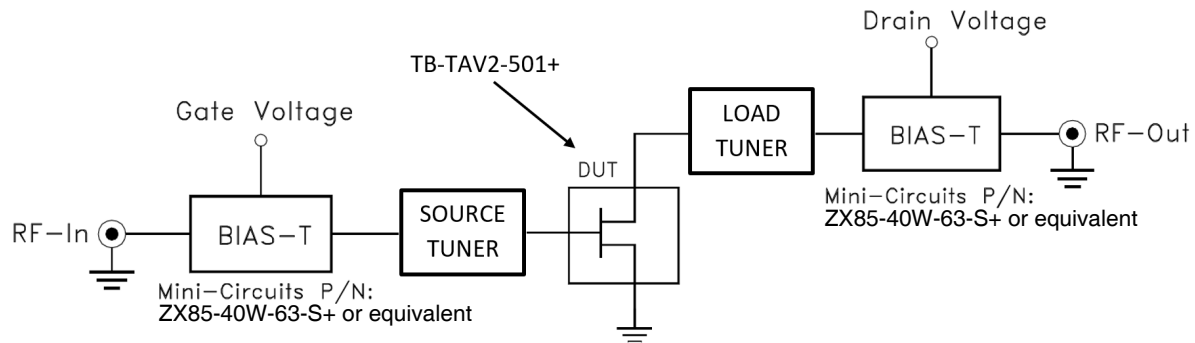 Drain Voltage
TB-TAV2-501+
Gate Voltage
LOAD
TUNER
BIAS-T
RF-Out
DUT
Mini-Circuits P/N:
ZX85-40W-63-S+ or equivalent
SOURCE
TUNER
RF-In
BIAS-T
Mini-Circuits P/N:
ZX85-40W-63-S+ or equivalent